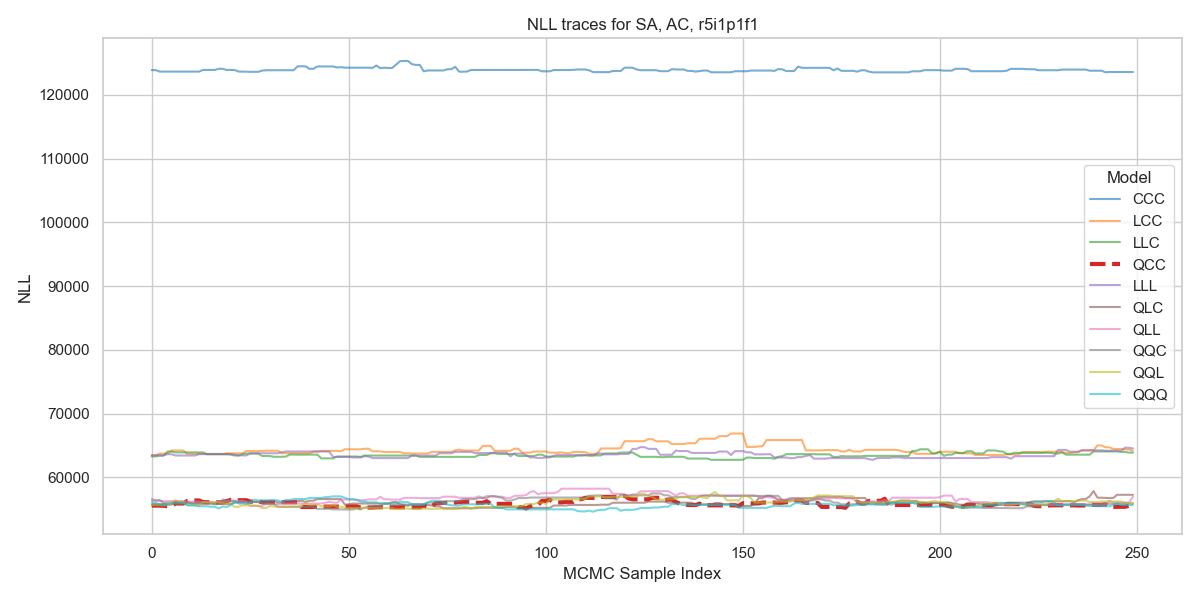 NLL traces for SA, AC, r5i1p1f1
120000
110000
100000
90000
80000
70000
60000
NLL
0
50
100
150
200
250
MCMC Sample Index
Model
CCC
LCC
LLC
QCC
LLL
QLC
QLL
QQC
QQL
QQQ